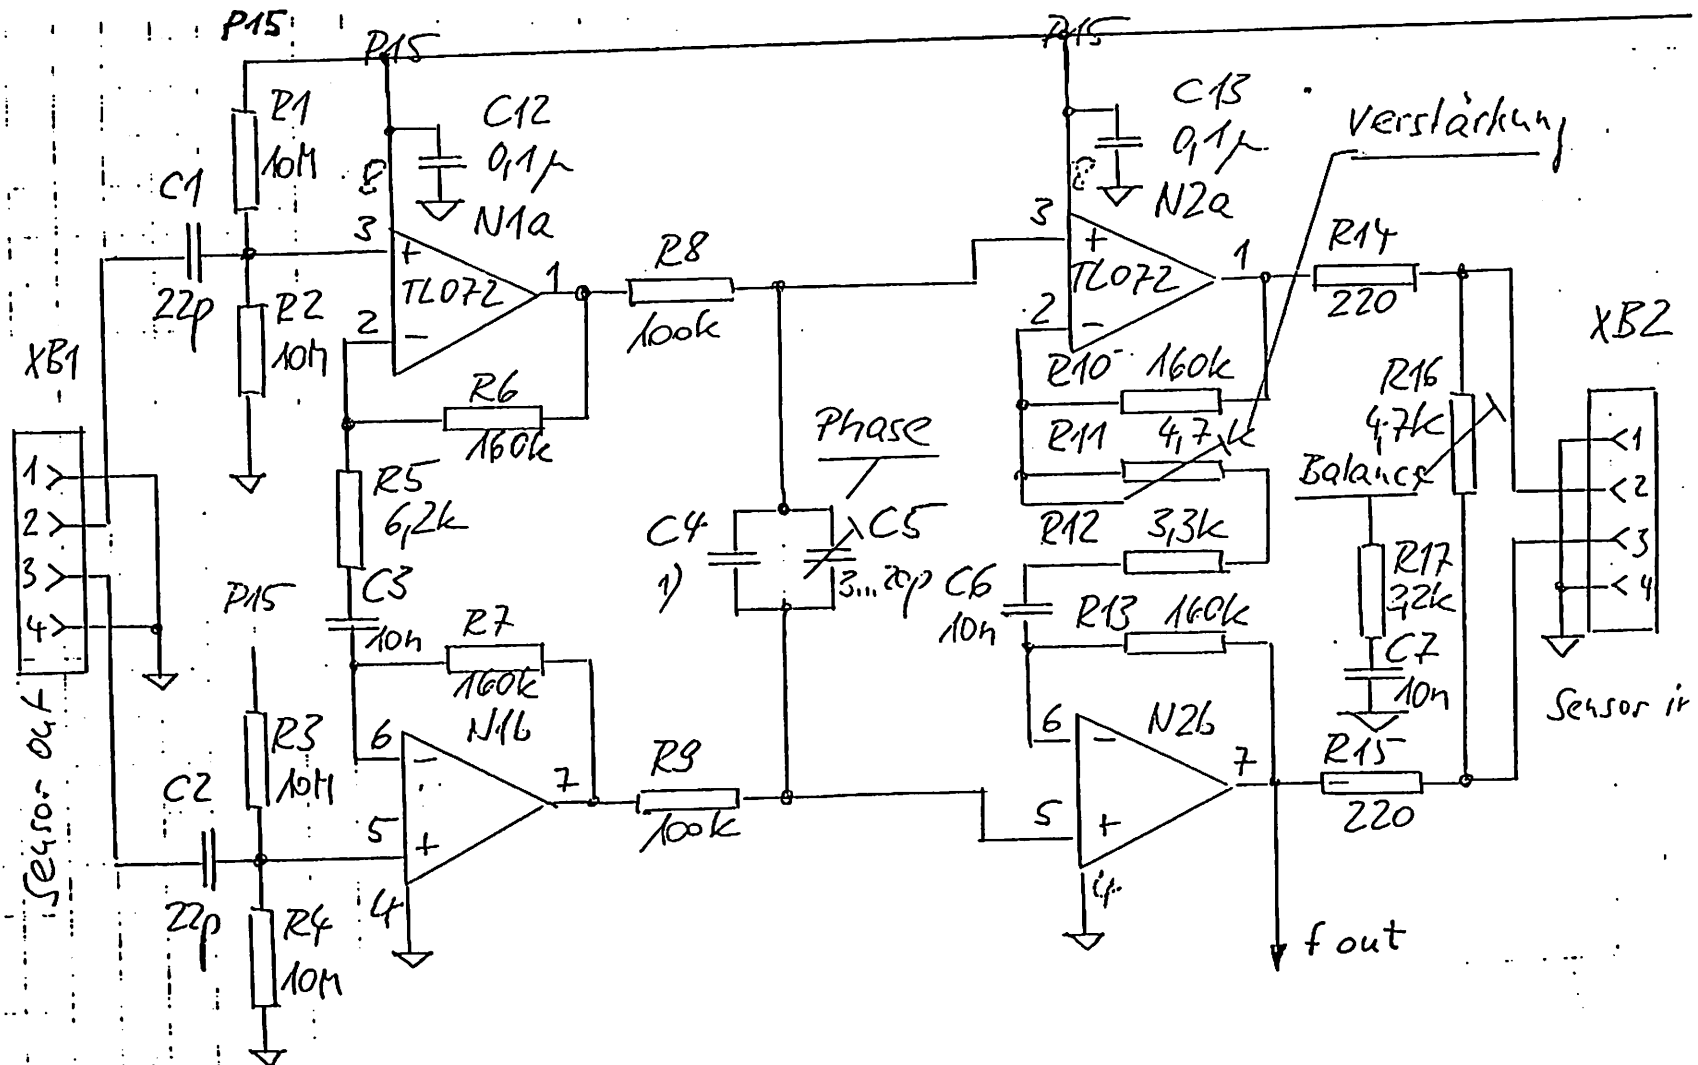 P15
P15
P15
R1
10M
C12
0,1µ
8
C13
0,1µ
8
Verstärkung
C1
22p
3
+
N1a
TL072
1
2
-
R2
10M
R8
100k
3
+
N2a
TL072
1
2
-
R14
220
XB1
XB2
R6
160k
R10
160k
R16
4,7k
Phase
R11
4,7k
Balance
1
2
3
4
R5
6,2k
C4
1)
C5
3...20p
R12
3,3k
1
2
3
4
R17
2,2k
C3
10n
C6
10n
P15
R7
160k
R13
160k
C7
10n
Sensor out
Sensor in
R3
10M
N1b
6
-
7
5
+
4
R9
100k
6
-
N2b
7
5
+
4
R15
220
C2
22p
R4
10M
f out